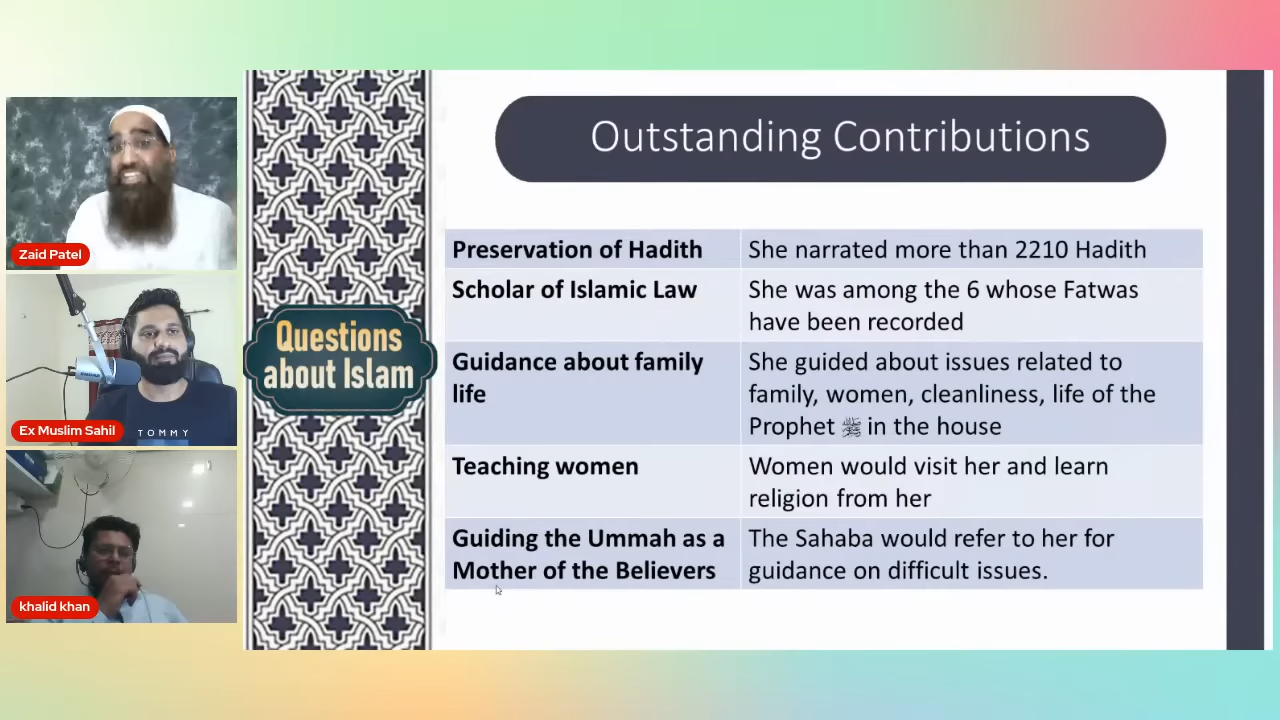 Zaid Patel
Ex Muslim Sahil
TOMMY
khalid khan
Questions
about Islam
Outstanding Contributions
Preservation of Hadith
She narrated more than 2210 Hadith
Scholar of Islamic Law
She was among the 6 whose Fatwas
have been recorded
Guidance about family
life
She guided about issues related to
family, women, cleanliness, life of the
Prophet ﷺ in the house
Teaching women
Women would visit her and learn
religion from her
Guiding the Ummah as a
Mother of the Believers
The Sahaba would refer to her for
guidance on difficult issues.